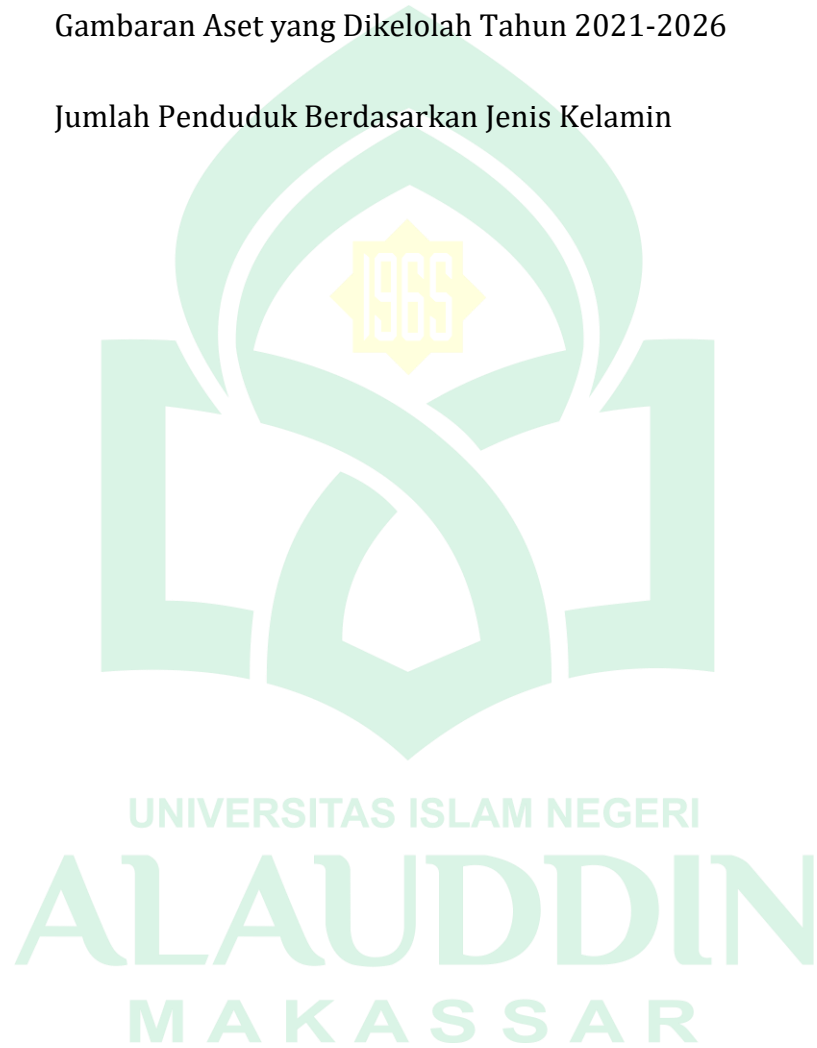 Gambaran Aset yang Dikelolah Tahun 2021-2026
Jumlah Penduduk Berdasarkan Jenis Kelamin
1965
UNIVERSITAS ISLAM NEGERI
ALAUDDIN
MAKASSAR